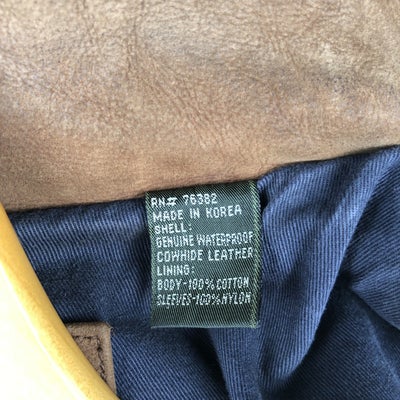 RN# 76382
MADE IN KOREA
SHELL:
GENUINE WATERPROOF
COWHIDE LEATHER
LINING:
BODY-100% COTTON
SLEEVES-100% NYLON